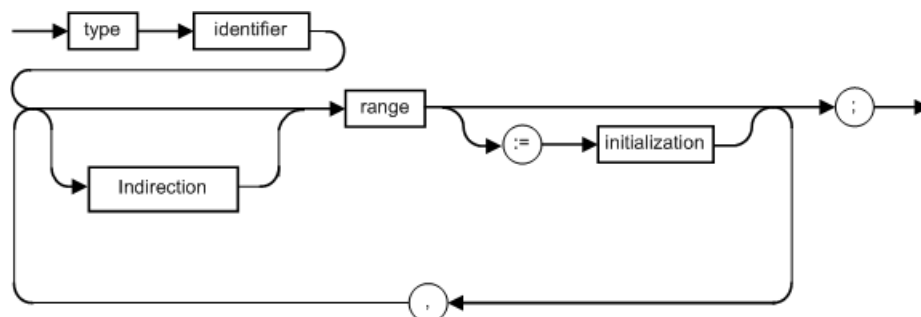 type identifier
range ;
:= initialization
Indirection
,